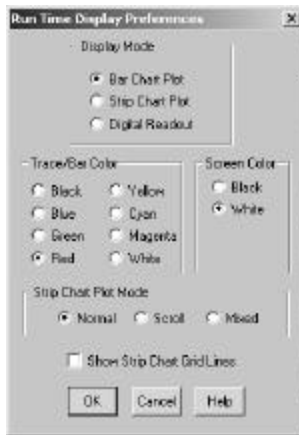 Run Time Display Preferences
Display Mode
Bar Chart Plot
Strip Chart Plot
Digital Readout
Trace/Bar Color
Black
Yellow
Blue
Cyan
Green
Magenta
Red
White
Screen Color
Black
White
Strip Chart Plot Mode
Normal Scroll Mixed
Show Strip Chart Grid Lines
OK Cancel Help